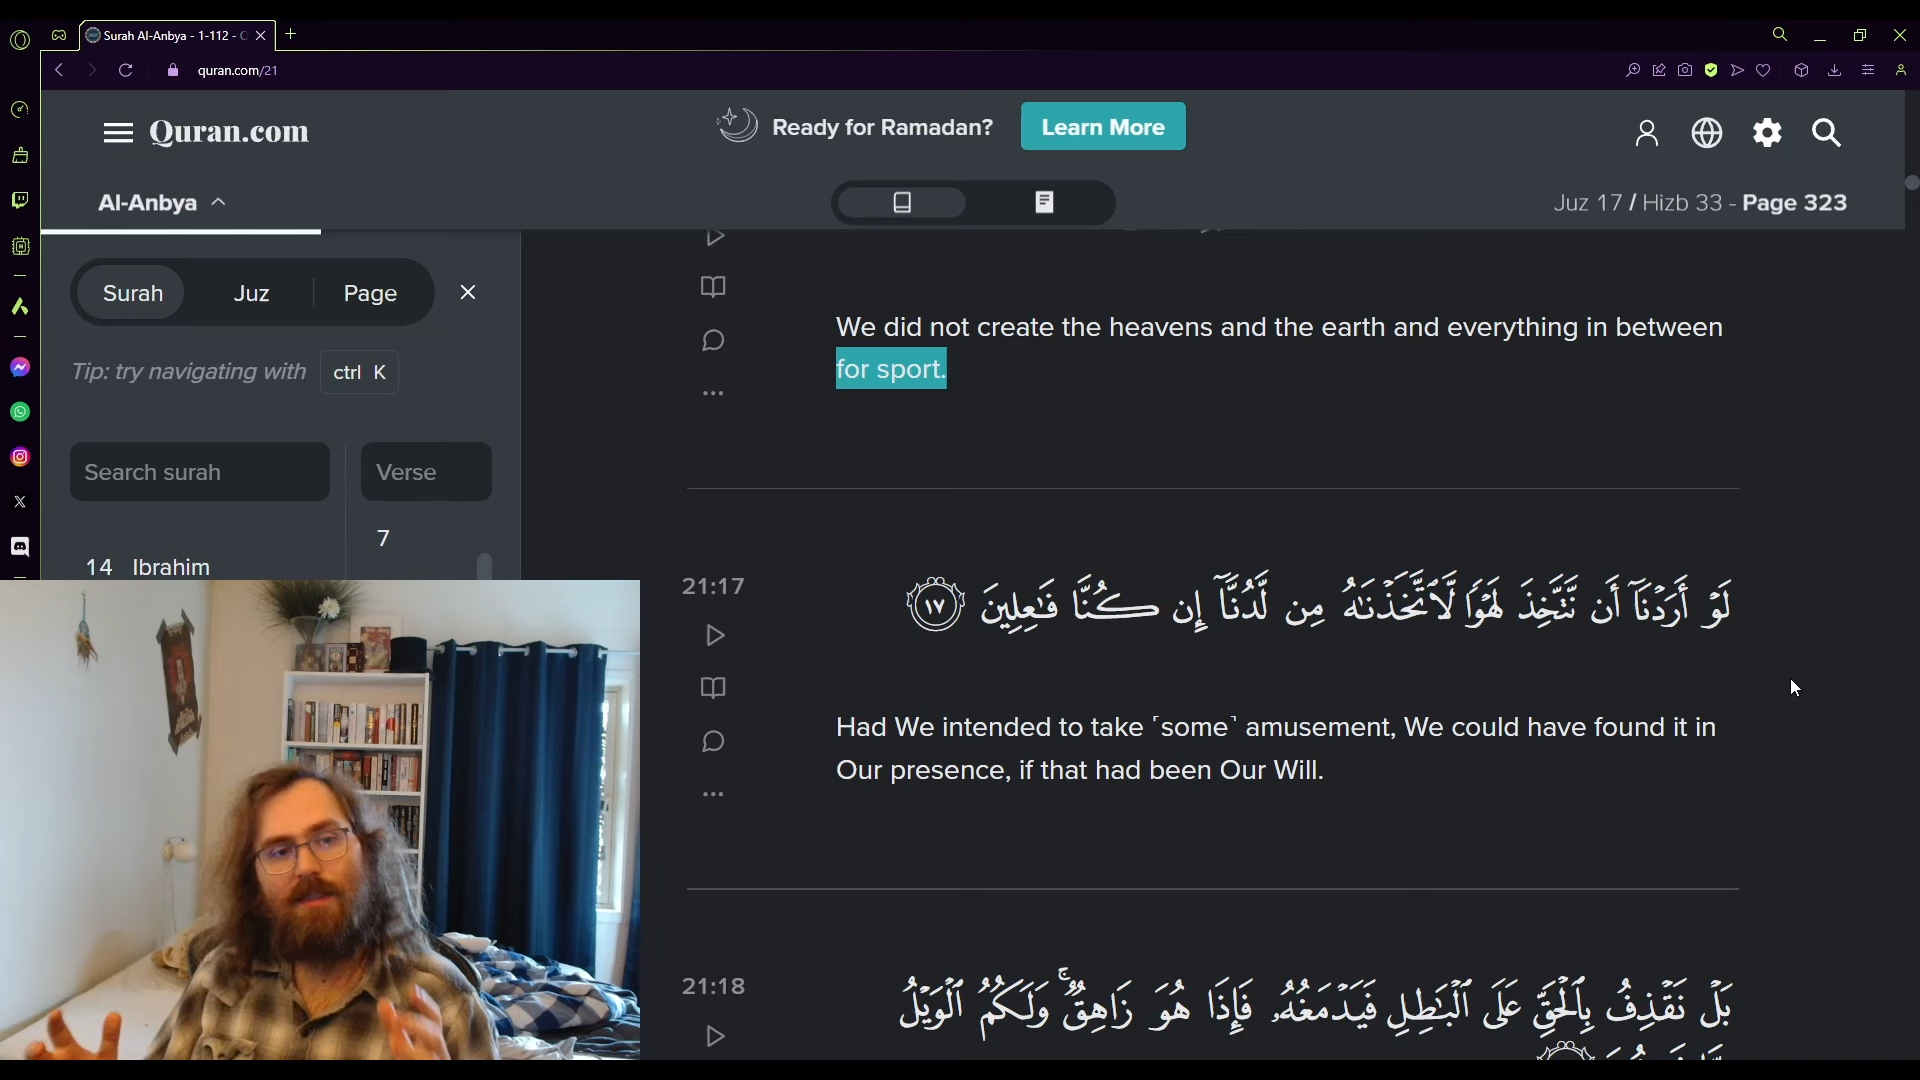 Surah Al-Anbya - 1-112 -
quran.com/21
Quran.com
Ready for Ramadan?
Learn More
Al-Anbya
Juz 17 / Hizb 33 - Page 323
Surah
Juz
Page
Tip: try navigating with
ctrl K
Search surah
Verse
7
14 Ibrahim
We did not create the heavens and the earth and everything in between
for sport.
21:17
لَوْ أَرَدْنَآ أَن نَّتَّخِذَ لَهْوًا لَّٱتَّخَذْنَـٰهُ مِن لَّدُنَّآ إِن كُنَّا فَـٰعِلِينَ ١٧
Had We intended to take ˹some˺ amusement, We could have found it in
Our presence, if that had been Our Will.
21:18
بَلْ نَقْذِفُ بِٱلْحَقِّ عَلَى ٱلْبَـٰطِلِ فَيَدْمَغُهُۥ فَإِذَا هُوَ زَاهِقٌ ۚ وَلَكُمُ ٱلْوَيْلُ